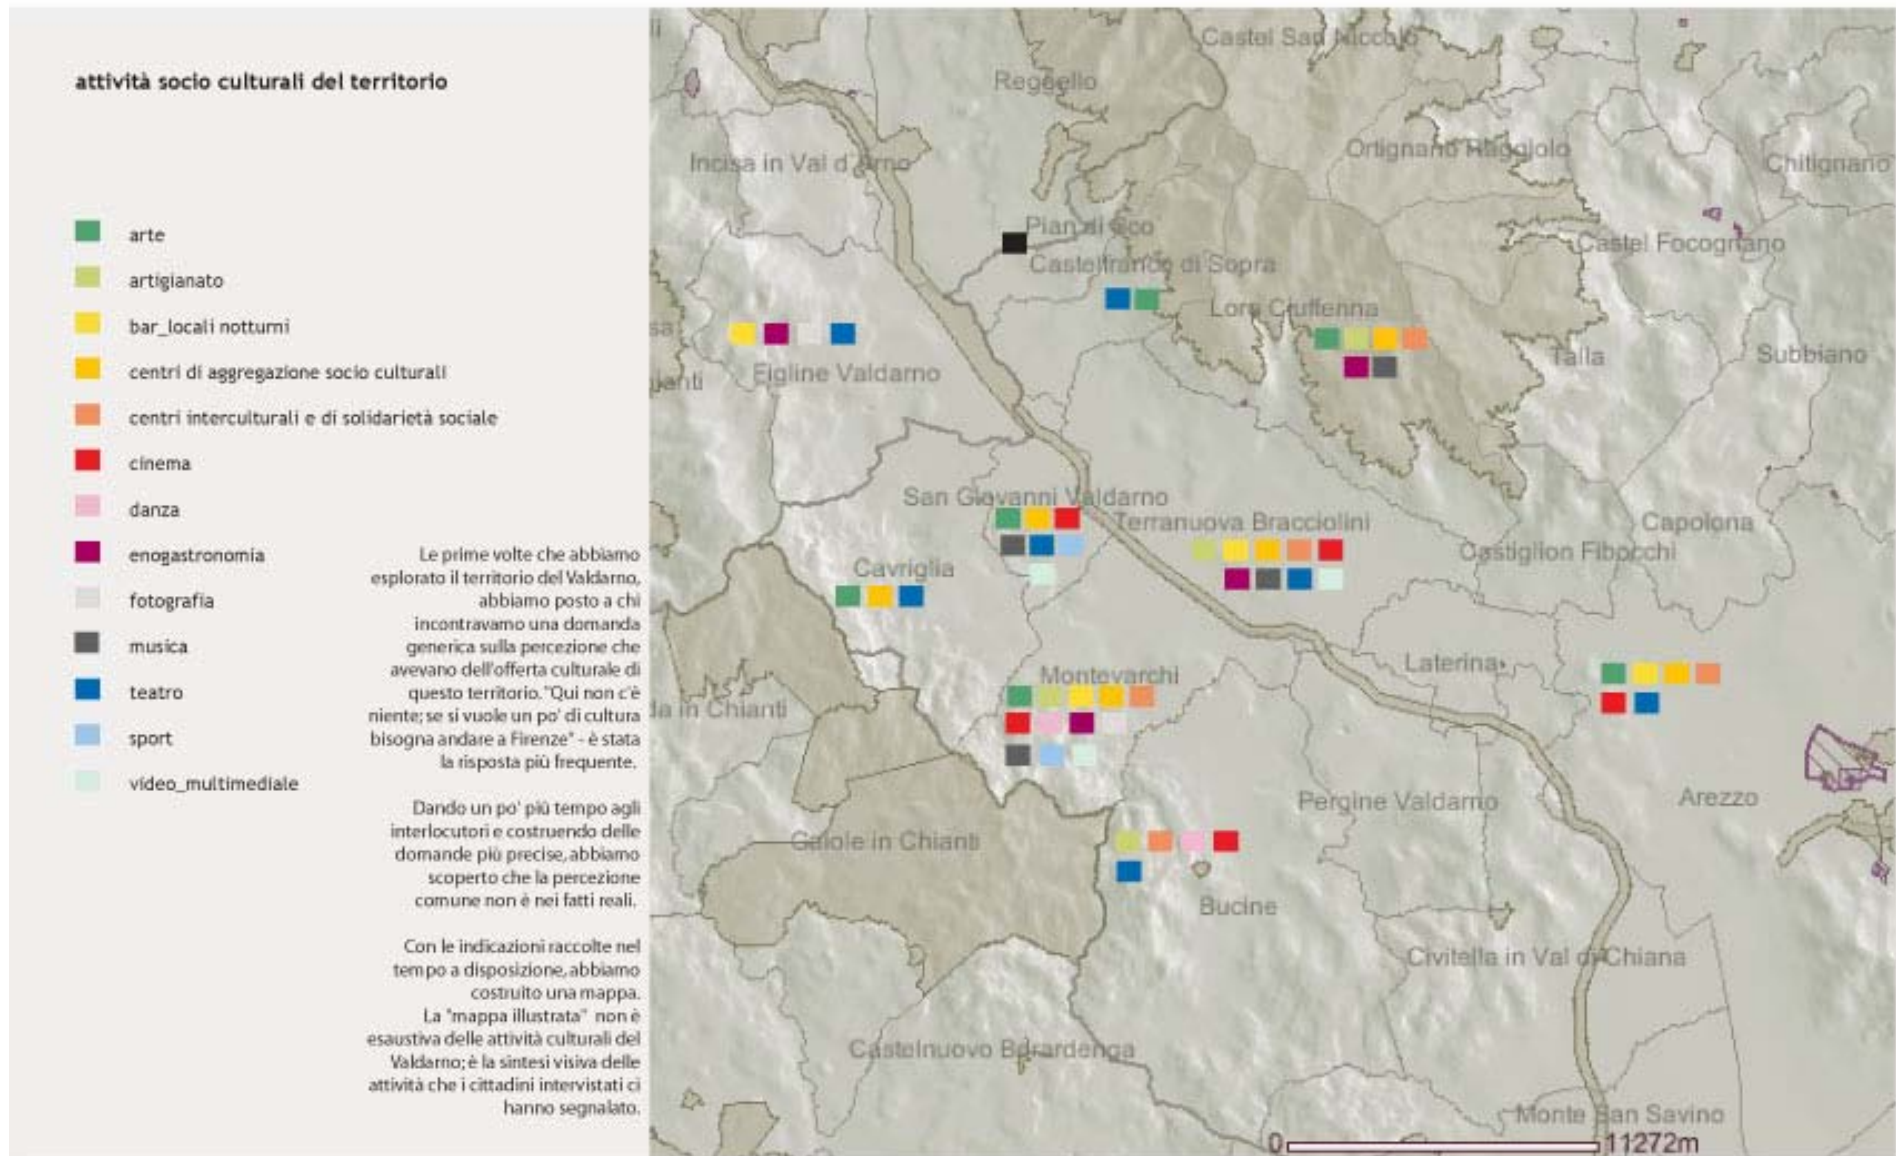 attività socio culturali del territorio
arte
artigianato
bar_locali notturni
centri di aggregazione socio culturali
centri interculturali e di solidarietà sociale
cinema
danza
enogastronomia
fotografia
musica
teatro
sport
video_multimediale
Le prime volte che abbiamo
esplorato il territorio del Valdarno,
abbiamo posto a chi
incontravamo una domanda
generica sulla percezione che
avevano dell'offerta culturale di
questo territorio. "Qui non c'è
niente; se si vuole un po' di cultura
bisogna andare a Firenze" - è stata
la risposta più frequente.
Dando un po' più tempo agli
interlocutori e costruendo delle
domande più precise, abbiamo
scoperto che la percezione
comune non è nei fatti reali.
Con le indicazioni raccolte nel
tempo a disposizione, abbiamo
costruito una mappa.
La "mappa illustrata" non è
esaustiva delle attività culturali del
Valdarno; è la sintesi visiva delle
attività che i cittadini intervistati ci
hanno segnalato.
li
Castel San Niccolo
Reggello
Incisa in Val d'Arno
Ortignano Raggiolo
Chitignano
Pian di Sco
Castel Focognano
Castelfranco di Sopra
Loro Ciuffenna
sa
Talla
Subbiano
ianti
Figline Valdarno
San Giovanni Valdarno
Terranuova Bracciolini
Capolona
Castiglion Fibocchi
Cavriglia
Laterina
Montevarchi
da in Chianti
Pergine Valdarno
Arezzo
Gaiole in Chianti
Bucine
Civitella in Val di Chiana
Castelnuovo Berardenga
Monte San Savino
0 11272m